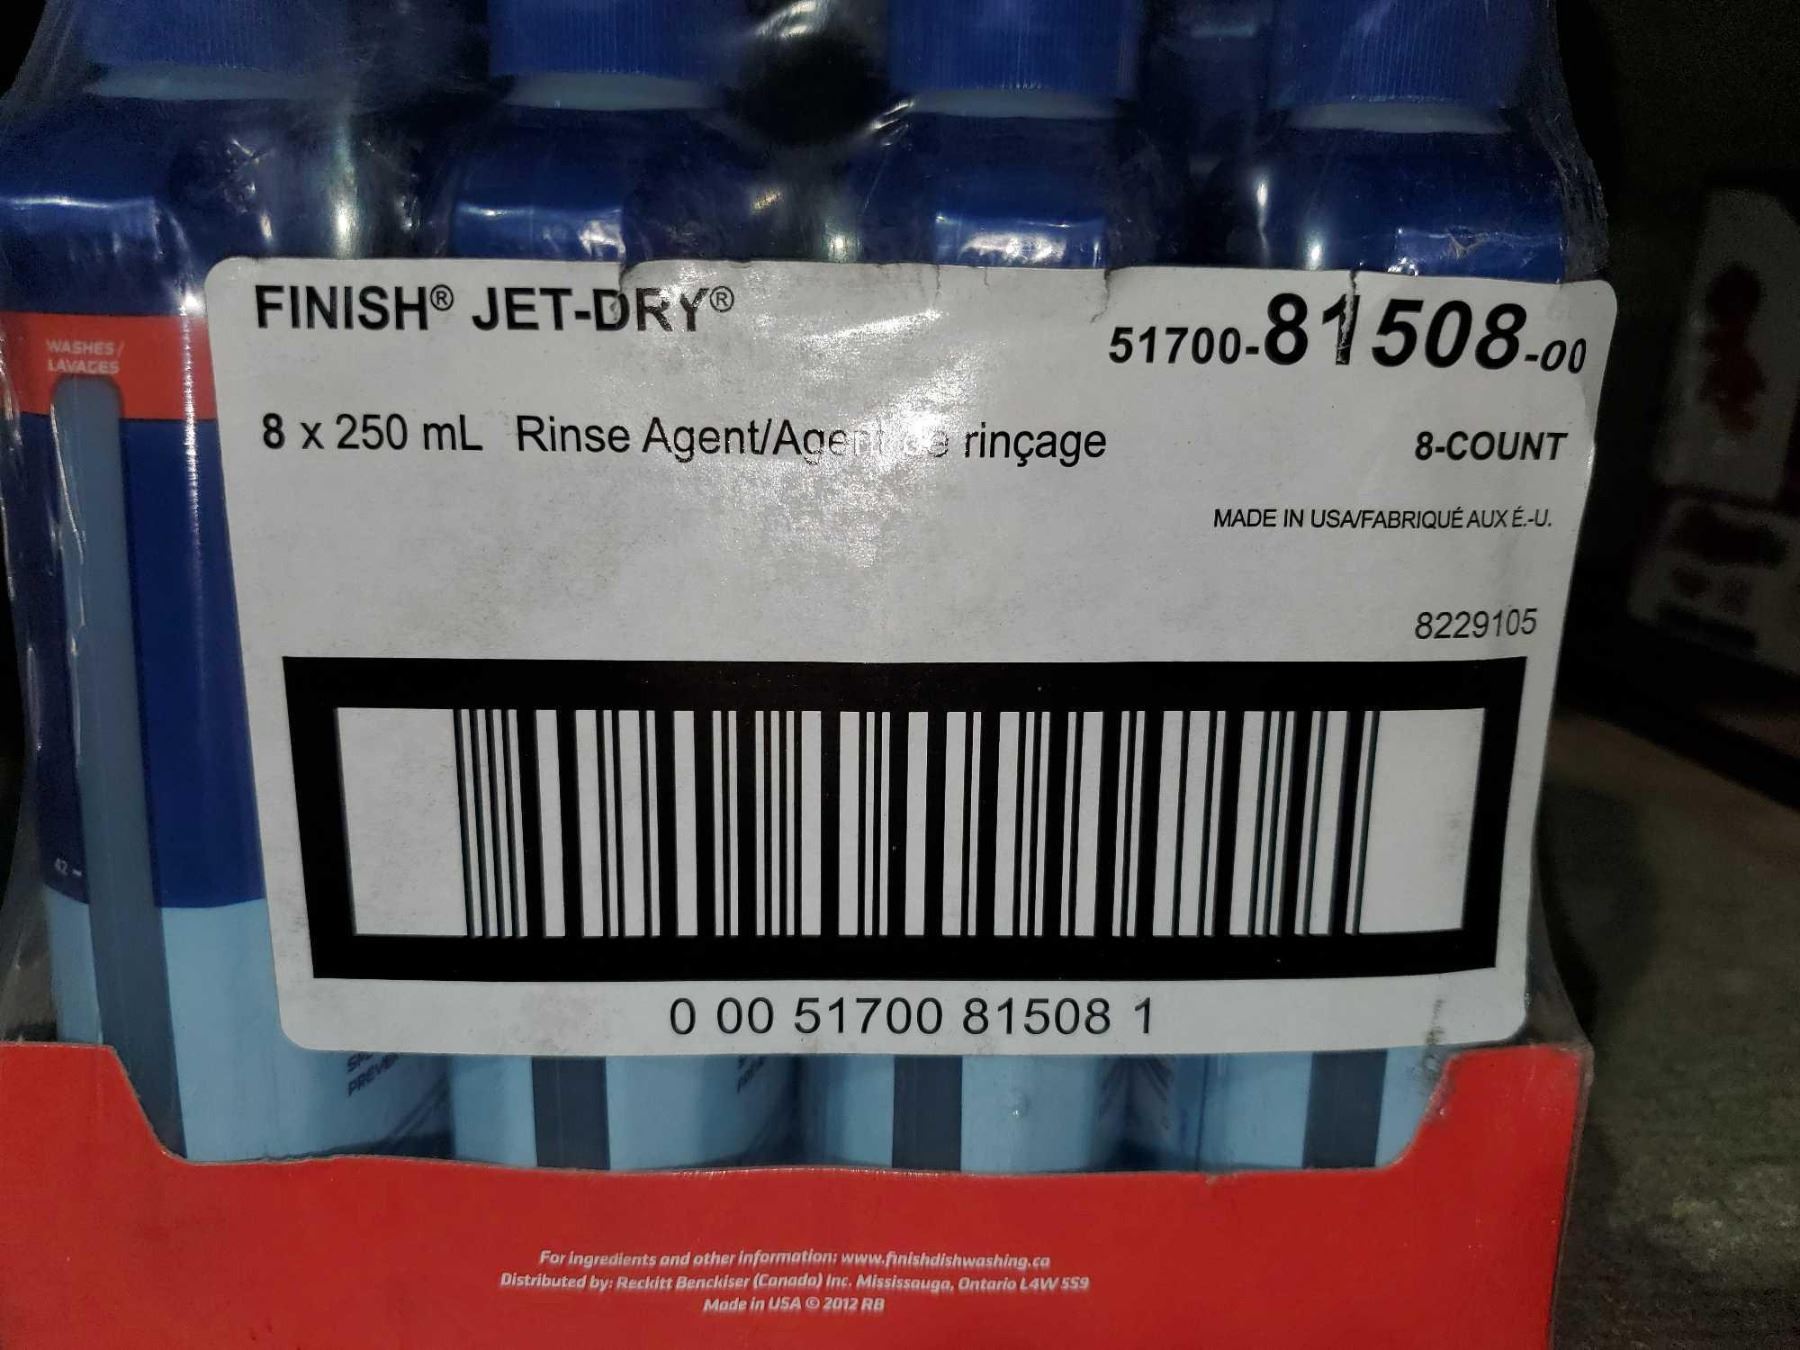 FINISH® JET-DRY®
51700-81508-00
8 x 250 mL Rinse Agent/Agent de rinçage
8-COUNT
MADE IN USA/FABRIQUÉ AUX É.-U.
8229105
0 00 51700 81508 1
WASHES/
LAVAGES
42
For ingredients and other information: www.finishdishwashing.ca
Distributed by: Reckitt Benckiser (Canada) Inc. Mississauga, Ontario L4W 5S9
Made in USA © 2012 RB